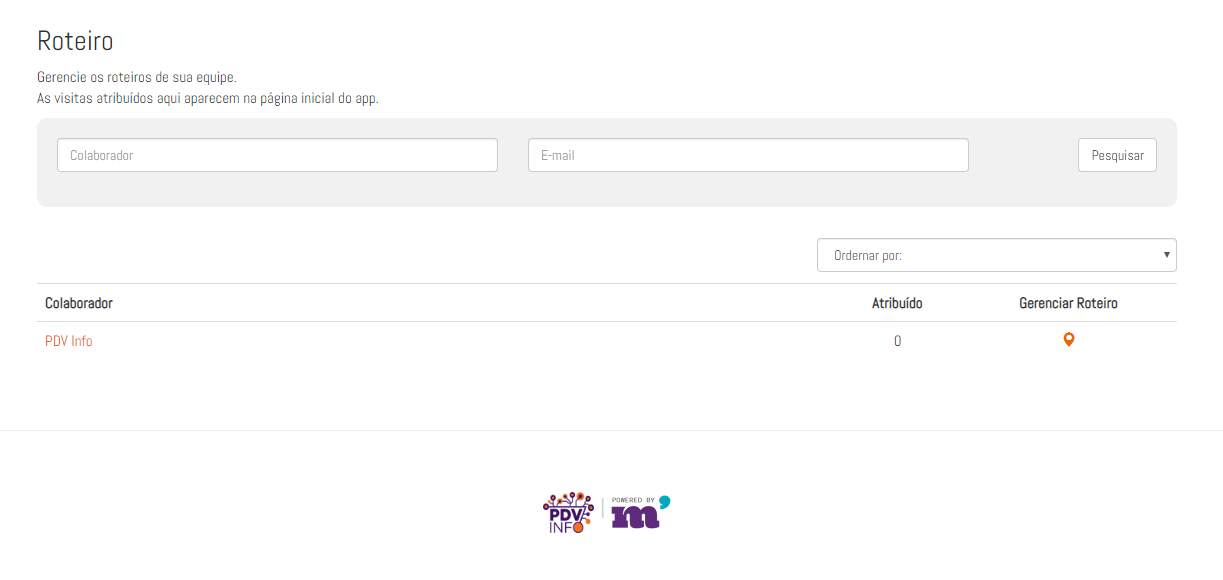 Roteiro
Gerencie os roteiros de sua equipe.
As visitas atribuídos aqui aparecem na página inicial do app.
Colaborador E-mail Pesquisar
Ordernar por:
Colaborador Atribuído Gerenciar Roteiro
PDV Info 0
PDV INFO POWERED BY m'